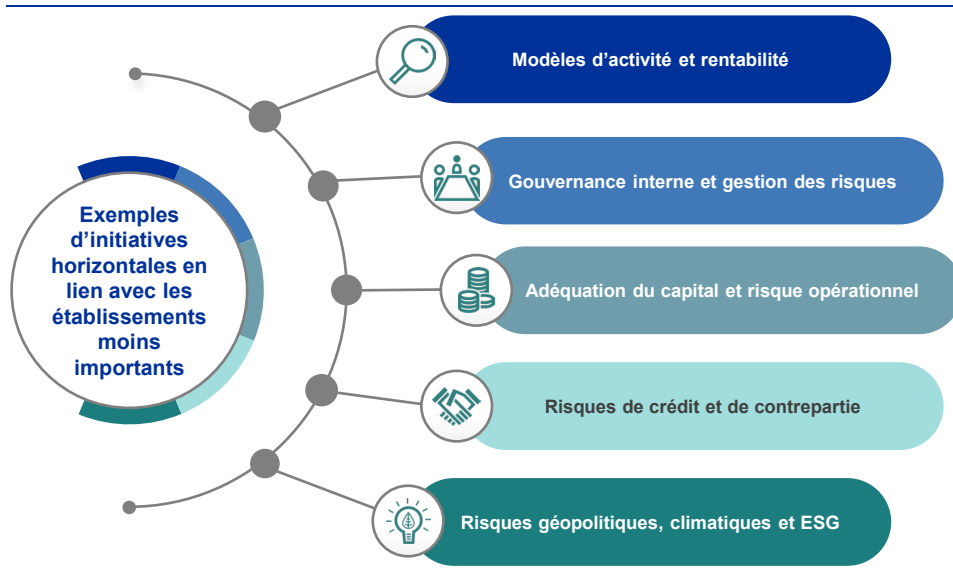 Modèles d’activité et rentabilité
Gouvernance interne et gestion des risques
Exemples
d’initiatives
horizontales en
lien avec les
établissements
moins
importants
Adéquation du capital et risque opérationnel
Risques de crédit et de contrepartie
Risques géopolitiques, climatiques et ESG